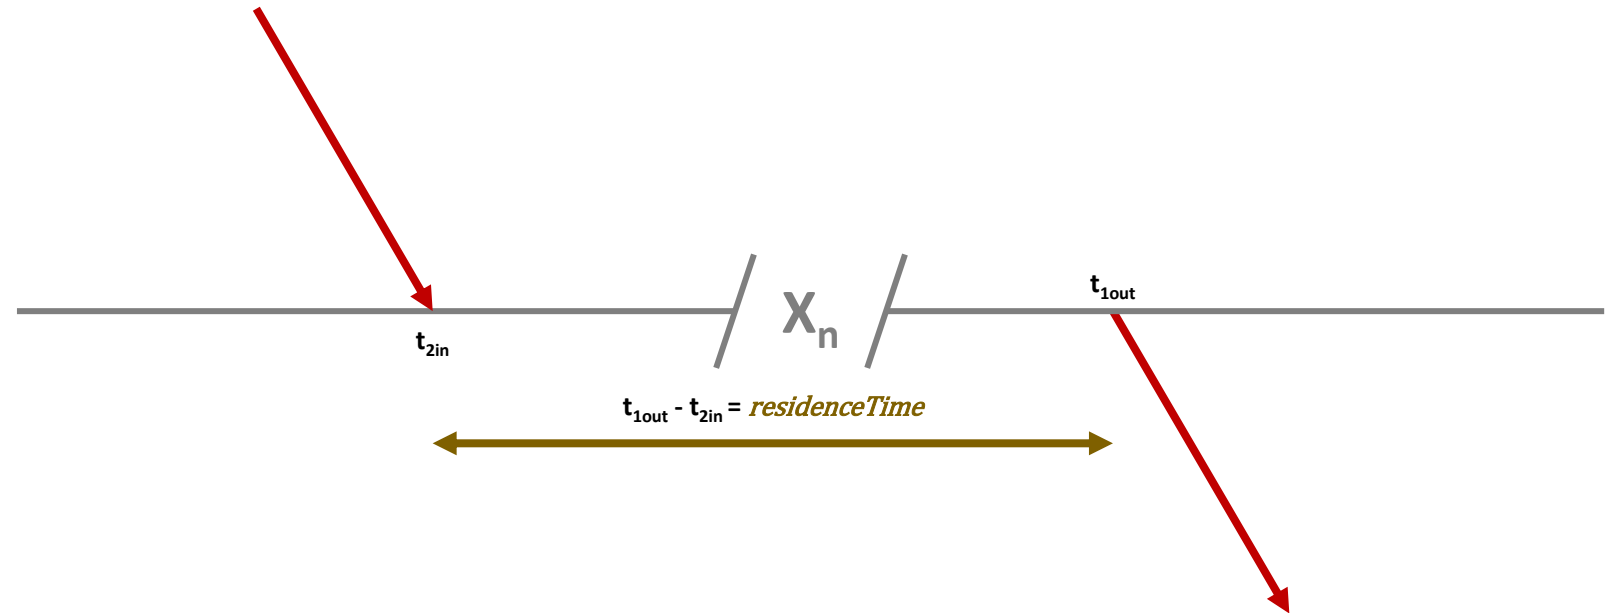 t1out
Xn
t2in
t1out - t2in = residenceTime